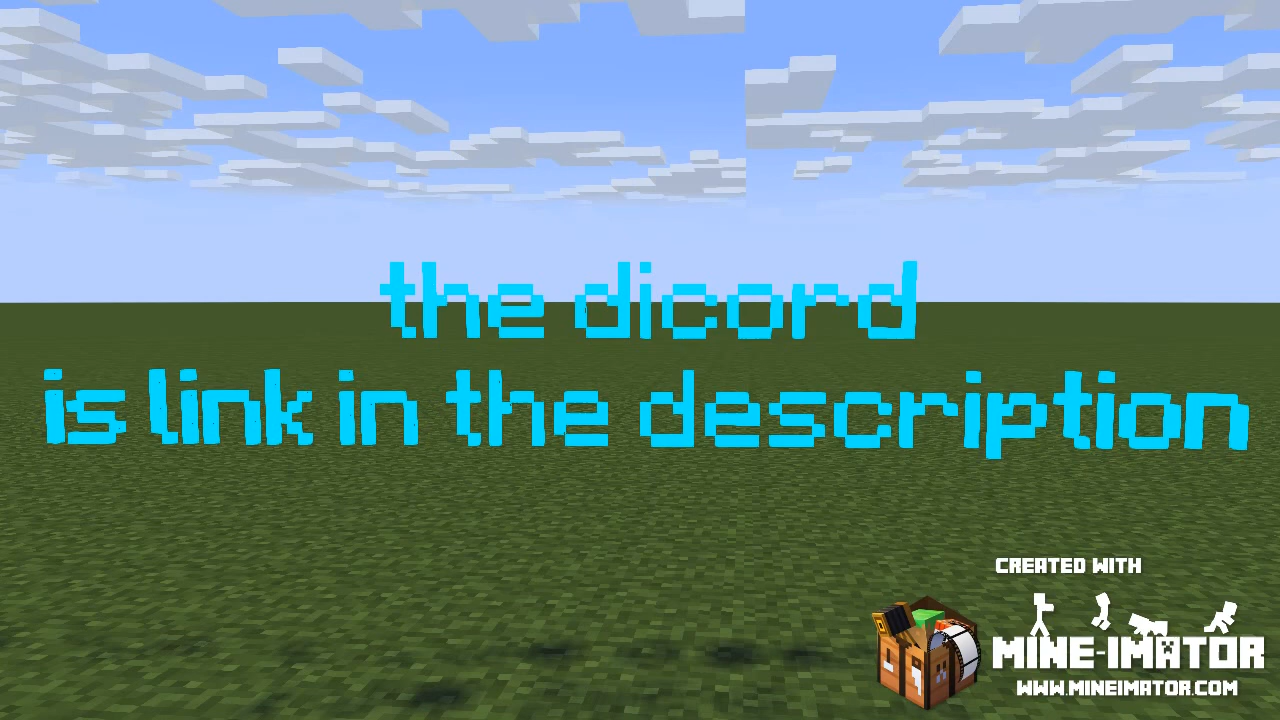 the dicord
is link in the description
CREATED WITH
MINE-IMATOR
WWW.MINEIMATOR.COM